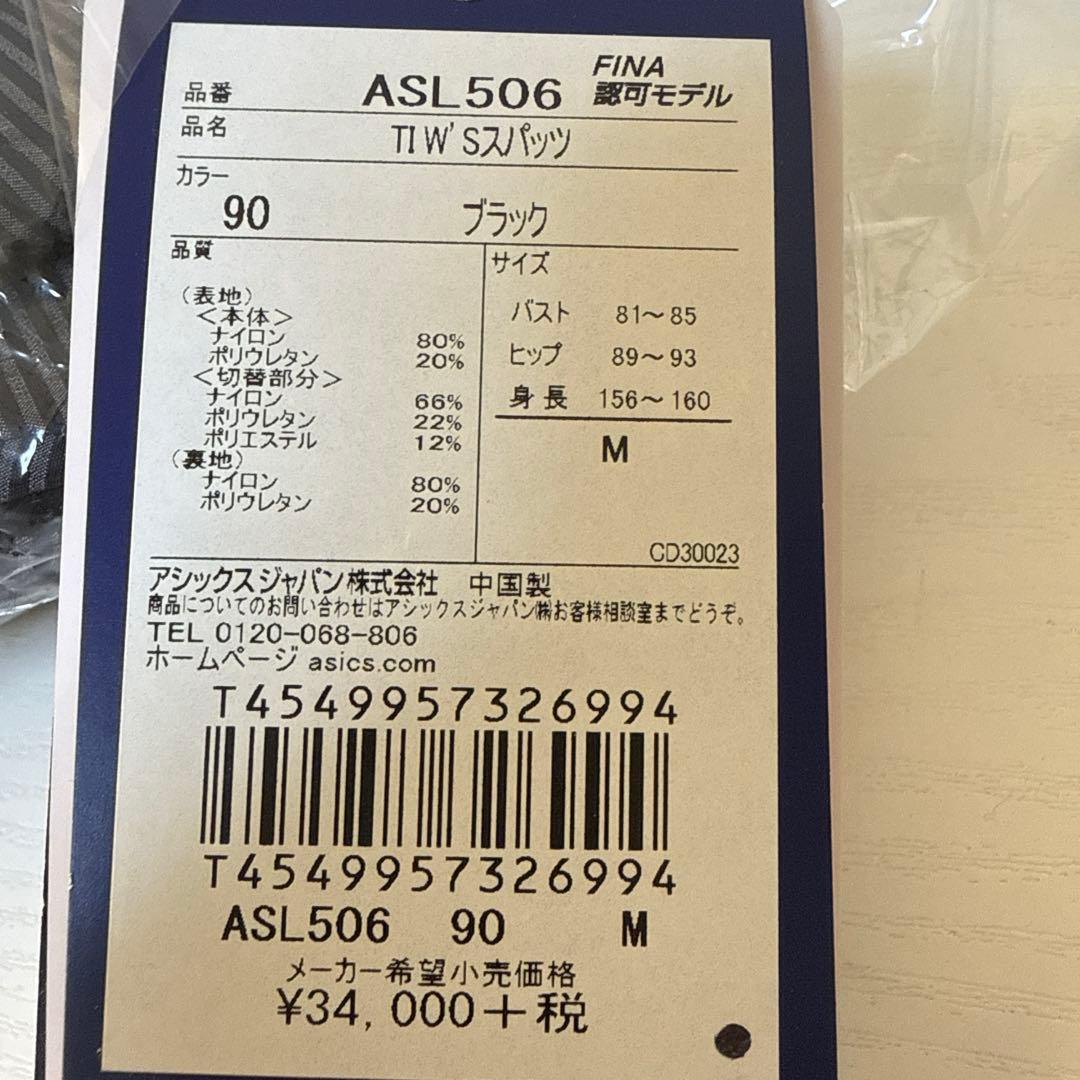 品番 ASL506 FINA
認可モデル
品名 TI W'Sスパッツ
カラー
90 ブラック
品質
(表地)
<本体>
ナイロン 80%
ポリウレタン 20%
<切替部分>
ナイロン 66%
ポリウレタン 22%
ポリエステル 12%
(裏地)
ナイロン 80%
ポリウレタン 20%
サイズ
バスト 81〜85
ヒップ 89〜93
身長 156〜160
M
CD30023
アシックスジャパン株式会社 中国製
商品についてのお問い合わせはアシックスジャパン㈱お客様相談室までどうぞ。
TEL 0120-068-806
ホームページ asics.com
T4549957326994
T4549957326994
ASL506 90 M
メーカー希望小売価格
¥34,000+税